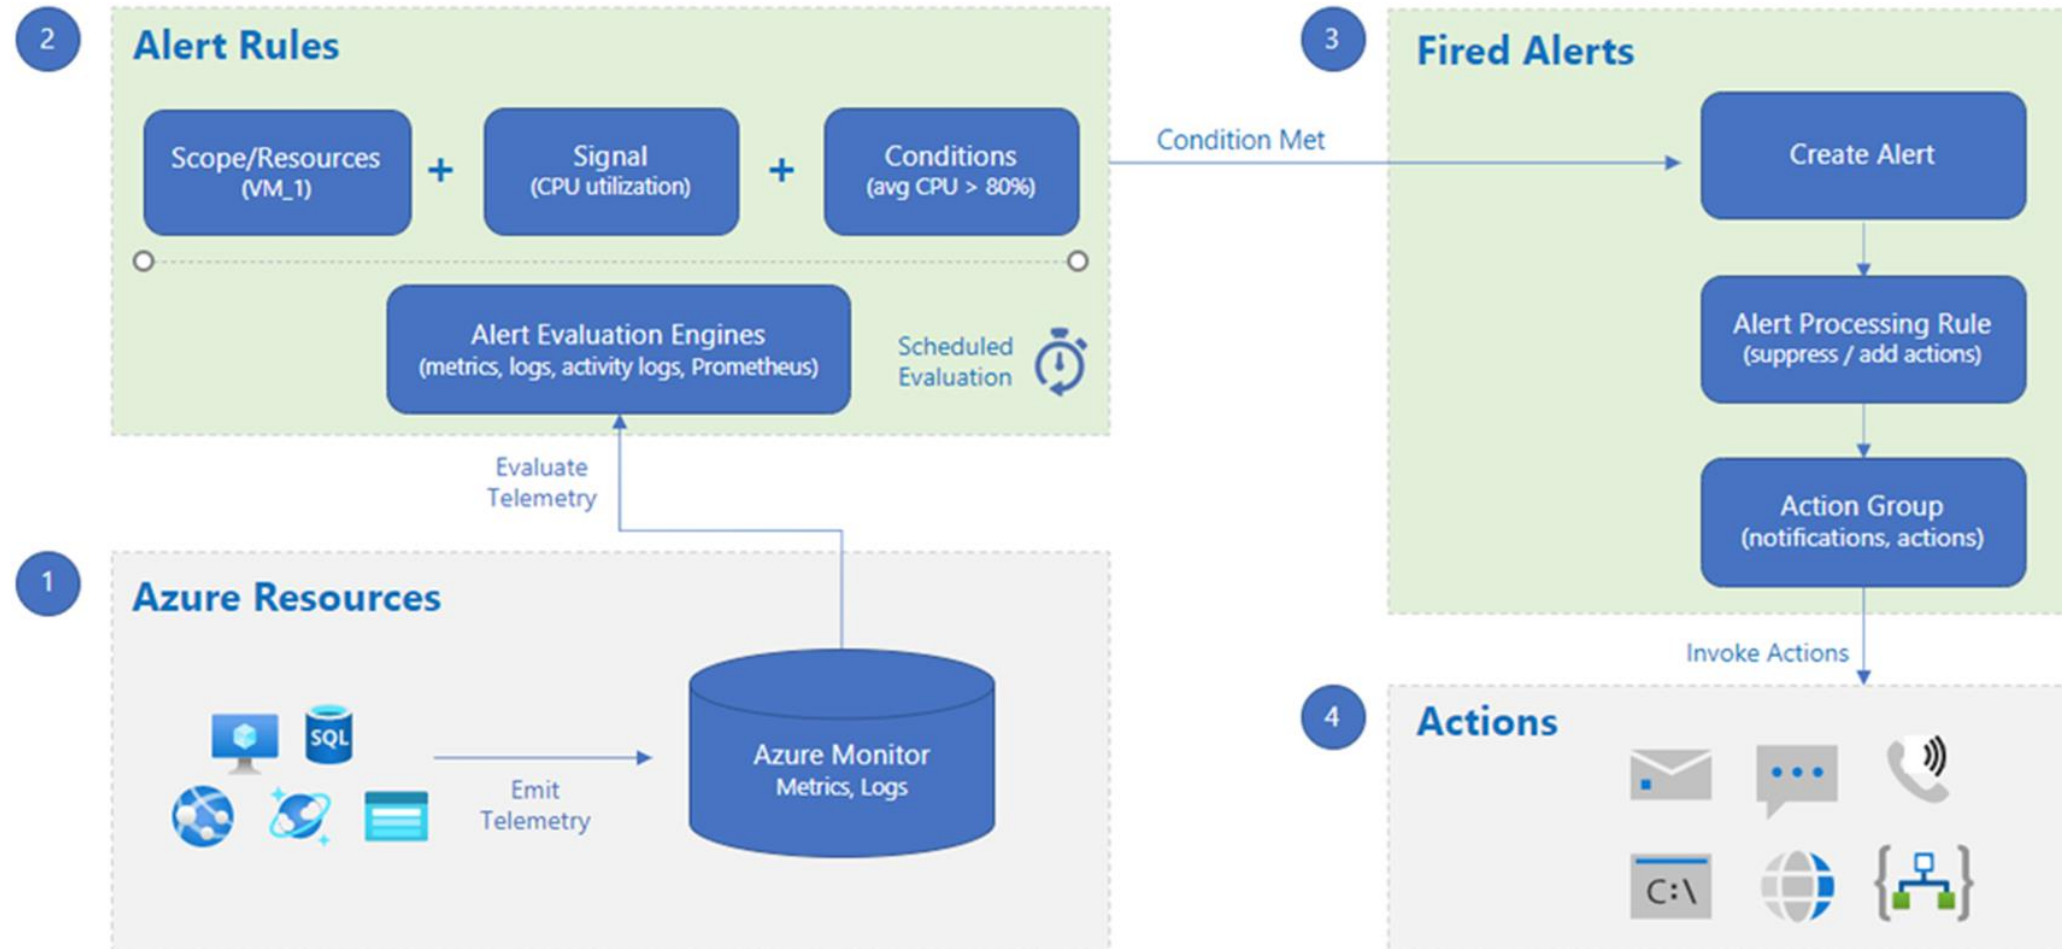 2
Alert Rules
Scope/Resources
(VM_1)
+
Signal
(CPU utilization)
+
Conditions
(avg CPU > 80%)
Alert Evaluation Engines
(metrics, logs, activity logs, Prometheus)
Scheduled
Evaluation
Condition Met
3
Fired Alerts
Create Alert
Alert Processing Rule
(suppress / add actions)
Action Group
(notifications, actions)
Evaluate
Telemetry
1
Azure Resources
SQL
Emit
Telemetry
Azure Monitor
Metrics, Logs
Invoke Actions
4
Actions
C:\